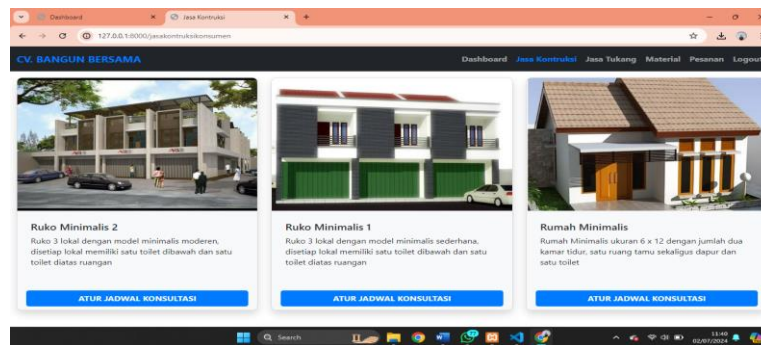 Dashboard
Jasa Kontruksi
127.0.0.1:8000/jasakontruksikonsumen
CV. BANGUN BERSAMA
Dashboard Jasa Kontruksi Jasa Tukang Material Pesanan Logout
Ruko Minimalis 2
Ruko 3 lokal dengan model minimalis moderen,
disetiap lokal memiliki satu toilet dibawah dan satu
toilet diatas ruangan
ATUR JADWAL KONSULTASI
Ruko Minimalis 1
Ruko 3 lokal dengan model minimalis sederhana,
disetiap lokal memiliki satu toilet dibawah dan satu
toilet diatas ruangan
ATUR JADWAL KONSULTASI
Rumah Minimalis
Rumah Minimalis ukuran 6 x 12 dengan jumlah dua
kamar tidur, satu ruang tamu sekaligus dapur dan
satu toilet
ATUR JADWAL KONSULTASI
Search
11:40
02/07/2024